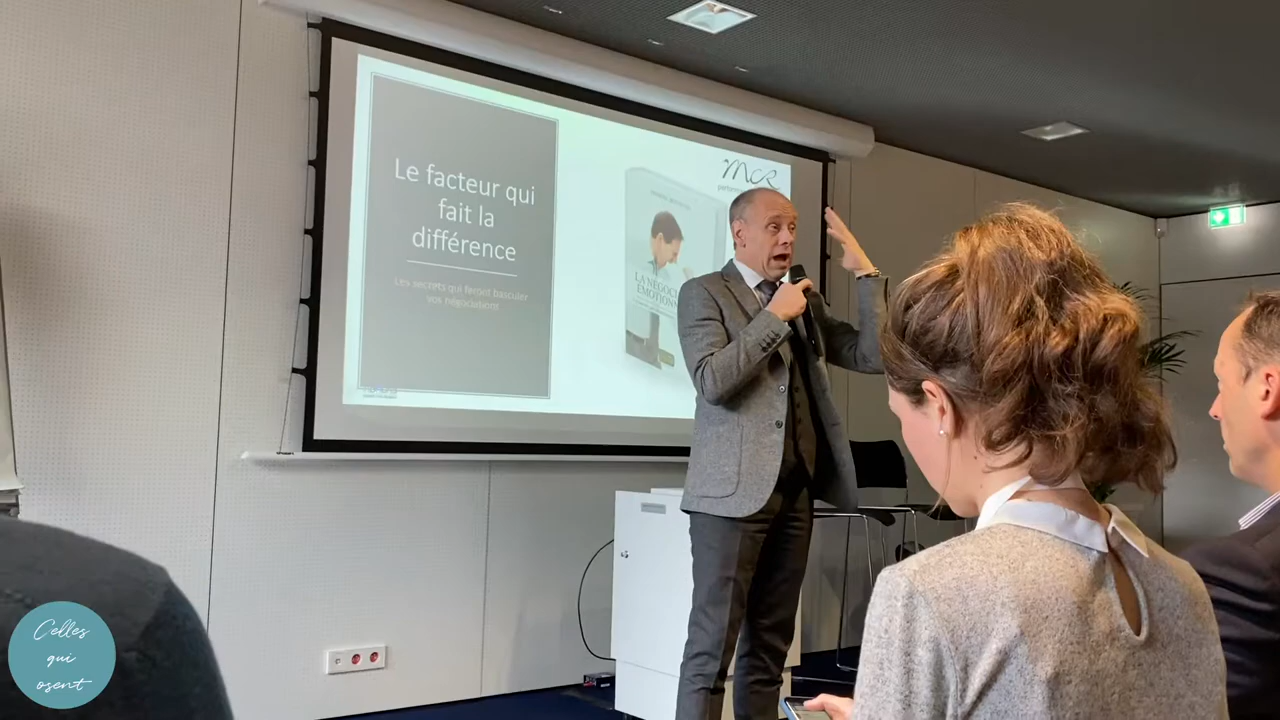 Le facteur qui
fait la
différence
Les secrets qui feront basculer
vos négociations
MCR
LA NÉGOCI
ÉMOTION
Celles
qui
osent